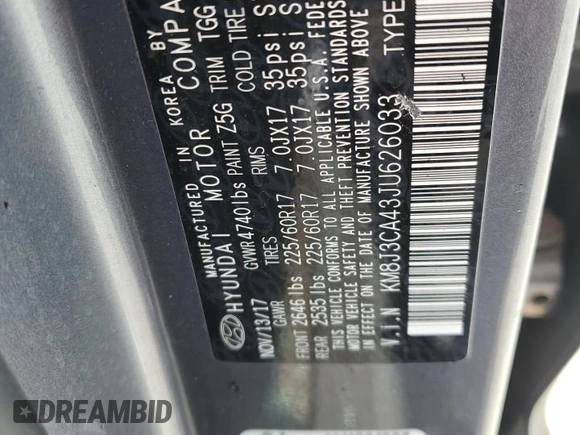 MANUFACTURED IN KOREA BY
HYUNDAI MOTOR COMPA
NOV/13/17 GVWR 4740lbs PAINT Z5G TRIM TGG
GAWR TIRES RIMS COLD TIRE
FRONT 2646 lbs 225/60R17 7.0JX17 35psi
REAR 2535 lbs 225/60R17 7.0JX17 35psi
THIS VEHICLE CONFORMS TO ALL APPLICABLE U.S.A. FEDE
VEHICLE SAFETY AND THEFT PREVENTION STANDARDS
IN EFFECT ON THE DATE OF MANUFACTURE SHOWN ABOVE
V.I.N KM8J3CA43JU626033 TYPE
DREAMBID
dreambid.com